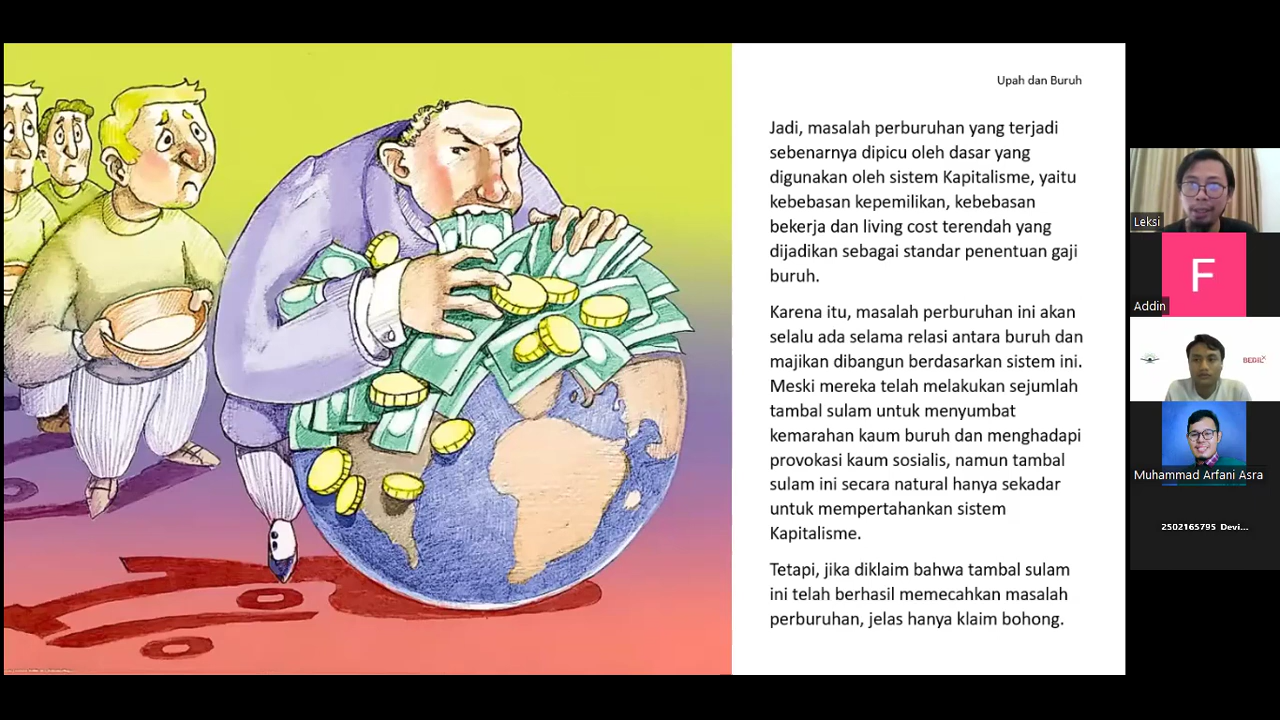 Upah dan Buruh
Jadi, masalah perburuhan yang terjadi
sebenarnya dipicu oleh dasar yang
digunakan oleh sistem Kapitalisme, yaitu
kebebasan kepemilikan, kebebasan
bekerja dan living cost terendah yang
dijadikan sebagai standar penentuan gaji
buruh.
Karena itu, masalah perburuhan ini akan
selalu ada selama relasi antara buruh dan
majikan dibangun berdasarkan sistem ini.
Meski mereka telah melakukan sejumlah
tambal sulam untuk menyumbat
kemarahan kaum buruh dan menghadapi
provokasi kaum sosialis, namun tambal
sulam ini secara natural hanya sekadar
untuk mempertahankan sistem
Kapitalisme.
Tetapi, jika diklaim bahwa tambal sulam
ini telah berhasil memecahkan masalah
perburuhan, jelas hanya klaim bohong.
Leksi
F
Addin
Muhammad Arfani Asra
2502165795 Devi...